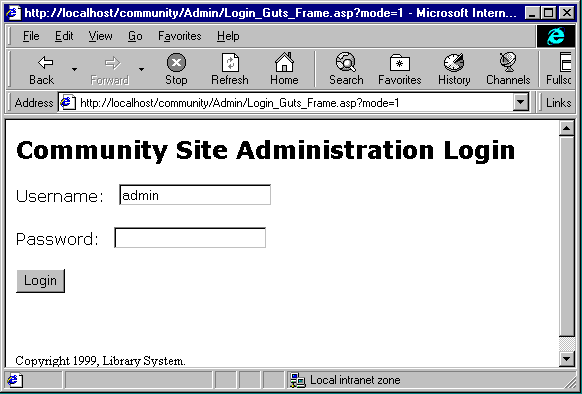 http://localhost/community/Admin/Login_Guts_Frame.asp?mode=1 - Microsoft Intern...
File Edit View Go Favorites Help
Back Forward Stop Refresh Home Search Favorites History Channels Fullsc
Address http://localhost/community/Admin/Login_Guts_Frame.asp?mode=1 Links
Community Site Administration Login
Username: admin
Password:
Login
Copyright 1999, Library System.
Local intranet zone